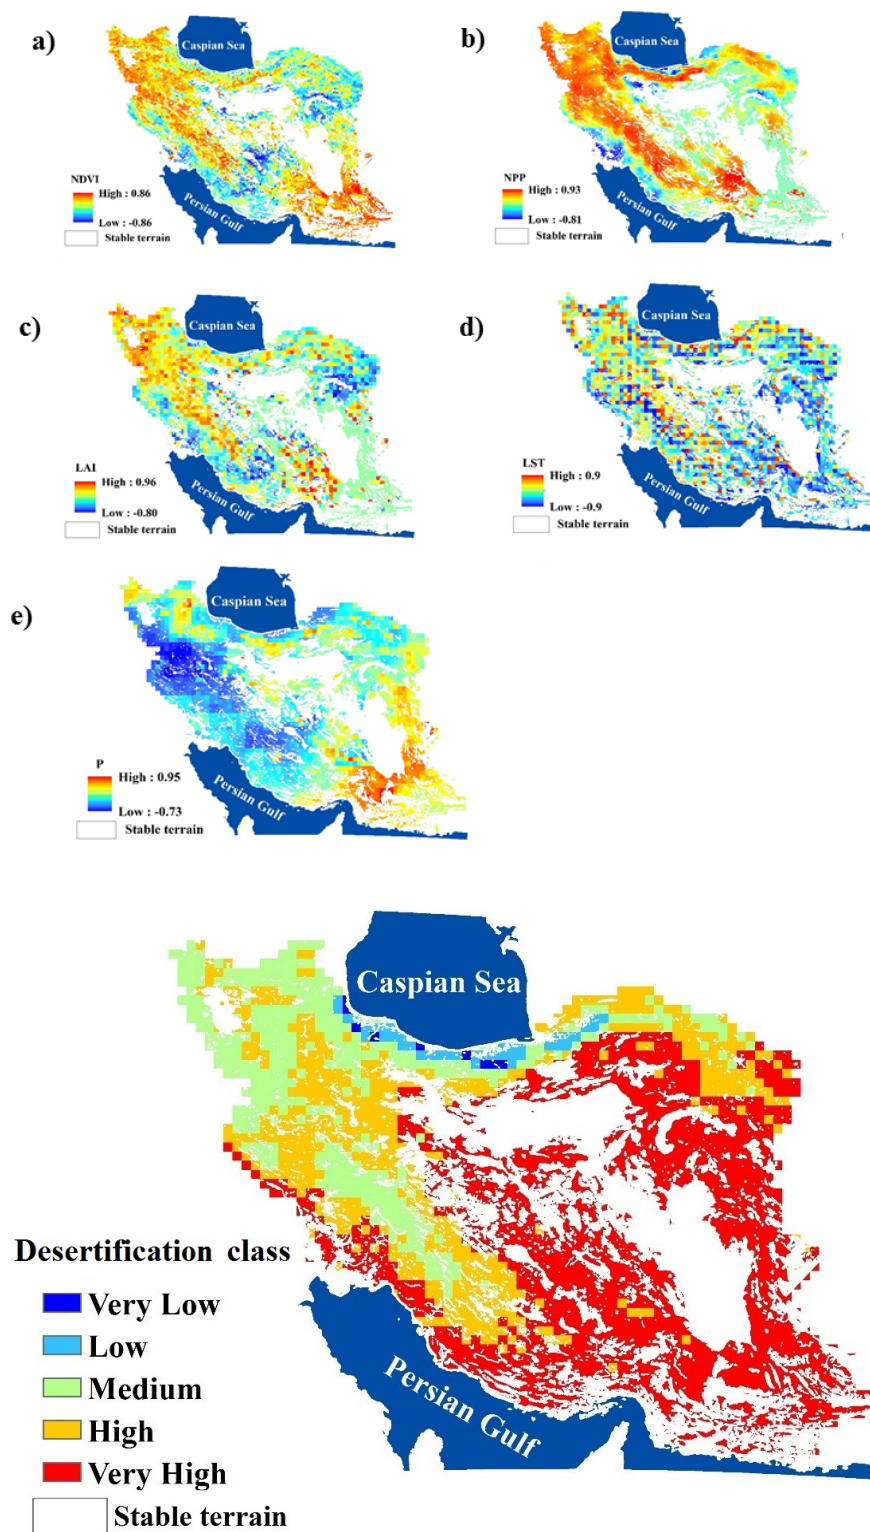 a)
Caspian Sea
NDVI
High : 0.86
Low : -0.86
Stable terrain
Persian Gulf
b)
Caspian Sea
NPP
High : 0.93
Low : -0.81
Stable terrain
Persian Gulf
c)
Caspian Sea
LAI
High : 0.96
Low : -0.80
Stable terrain
Persian Gulf
d)
Caspian Sea
LST
High : 0.9
Low : -0.9
Stable terrain
Persian Gulf
e)
Caspian Sea
P
High : 0.95
Low : -0.73
Stable terrain
Persian Gulf
Caspian Sea
Desertification class
Very Low
Low
Medium
High
Very High
Stable terrain
Persian Gulf